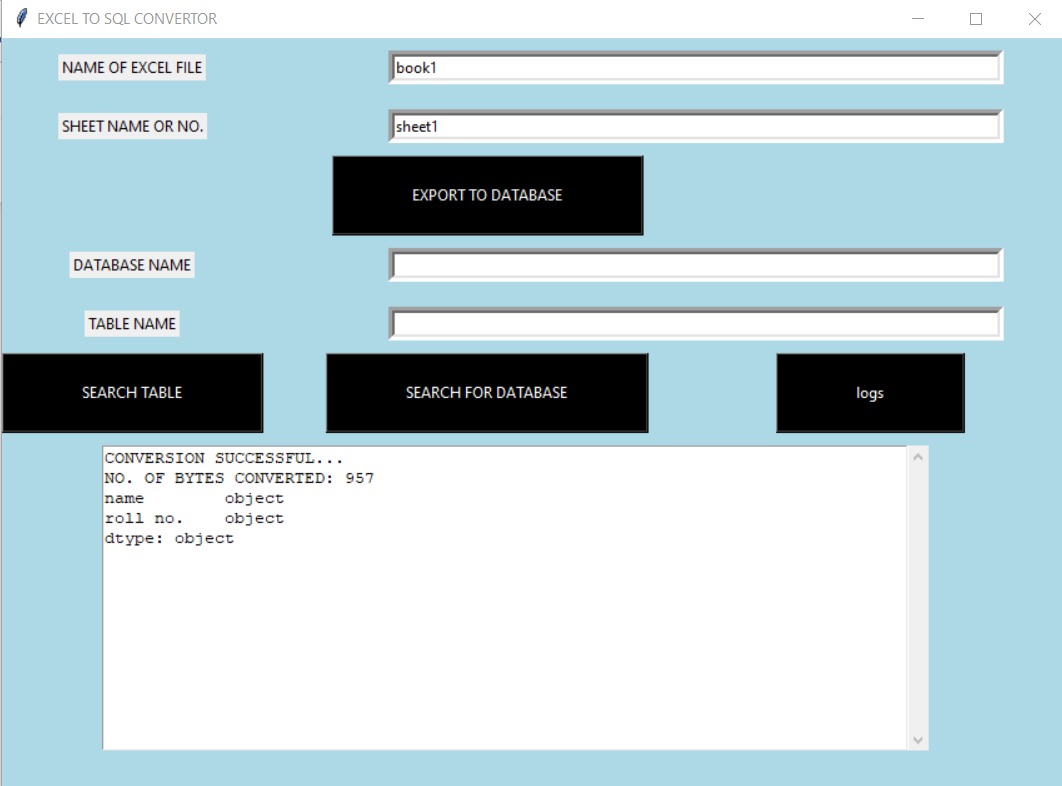 EXCEL TO SQL CONVERTOR
NAME OF EXCEL FILE
book1
SHEET NAME OR NO.
sheet1
EXPORT TO DATABASE
DATABASE NAME
TABLE NAME
SEARCH TABLE
SEARCH FOR DATABASE
logs
CONVERSION SUCCESSFUL...
NO. OF BYTES CONVERTED: 957
name        object
roll no.    object
dtype: object